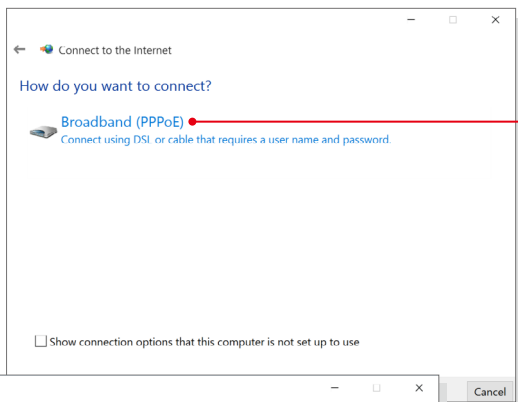 Connect to the Internet
How do you want to connect?
Broadband (PPPoE)
Connect using DSL or cable that requires a user name and password.
Show connection options that this computer is not set up to use
Cancel